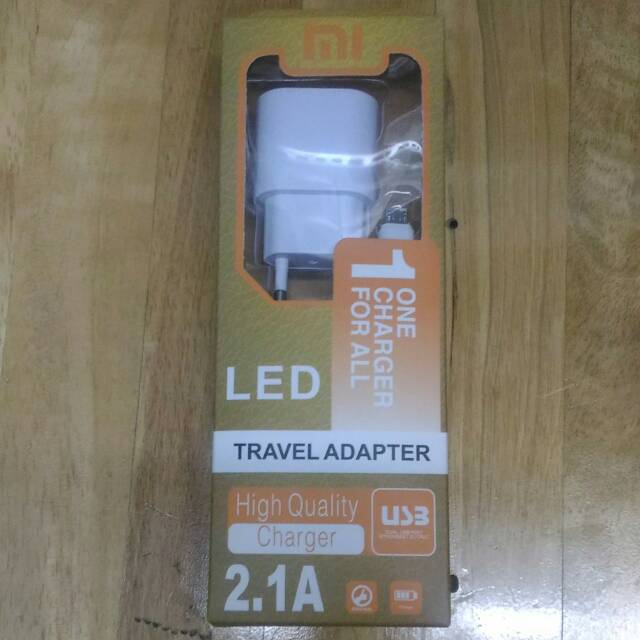 mi
1 ONE
CHARGER
FOR ALL
LED
TRAVEL ADAPTER
High Quality
Charger
USB
2.1A